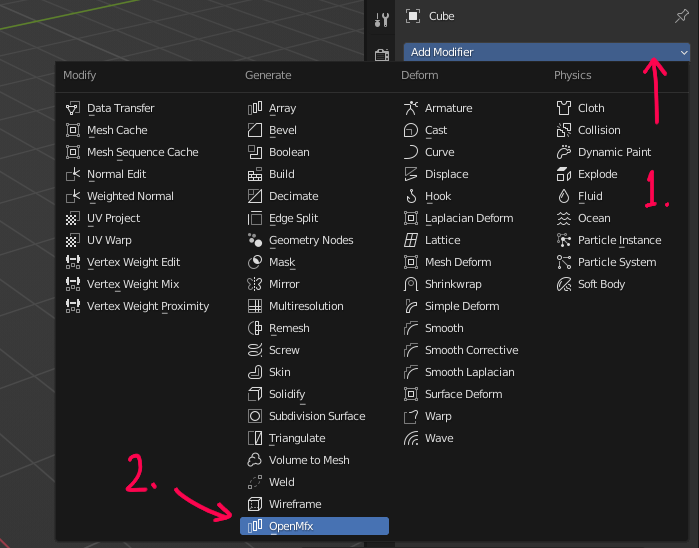 Cube
Add Modifier
Modify
Data Transfer
Mesh Cache
Mesh Sequence Cache
Normal Edit
Weighted Normal
UV Project
UV Warp
Vertex Weight Edit
Vertex Weight Mix
Vertex Weight Proximity
Generate
Array
Bevel
Boolean
Build
Decimate
Edge Split
Geometry Nodes
Mask
Mirror
Multiresolution
Remesh
Screw
Skin
Solidify
Subdivision Surface
Triangulate
Volume to Mesh
Weld
Wireframe
OpenMfx
Deform
Armature
Cast
Curve
Displace
Hook
Laplacian Deform
Lattice
Mesh Deform
Shrinkwrap
Simple Deform
Smooth
Smooth Corrective
Smooth Laplacian
Surface Deform
Warp
Wave
Physics
Cloth
Collision
Dynamic Paint
Explode
Fluid
Ocean
Particle Instance
Particle System
Soft Body
1.
2.